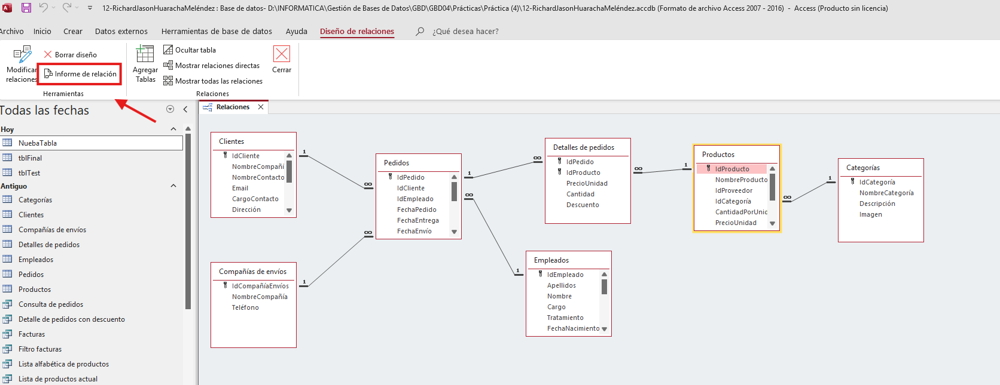 12-RichardJasonHuarachaMeléndez : Base de datos- D:\INFORMATICA\Gestión de Bases de Datos\GBD\GBD04\Prácticas\Práctica (4)\12-RichardJasonHuarachaMeléndez.accdb (Formato de archivo Access 2007 - 2016) - Access (Producto sin licencia)
Archivo Inicio Crear Datos externos Herramientas de base de datos Ayuda Diseño de relaciones ¿Qué desea hacer?
Modificar relaciones
Borrar diseño
Informe de relación
Herramientas
Agregar Tablas
Ocultar tabla
Mostrar relaciones directas
Mostrar todas las relaciones
Relaciones
Cerrar
Todas las fechas
Hoy
NuebaTabla
tblFinal
tblTest
Antiguo
Categorías
Clientes
Compañías de envíos
Detalles de pedidos
Empleados
Pedidos
Productos
Consulta de pedidos
Detalle de pedidos con descuento
Facturas
Filtro facturas
Lista alfabética de productos
Lista de productos actual
Relaciones
Clientes
IdCliente
NombreCompañí
NombreContacto
Email
CargoContacto
Dirección
1
∞
Pedidos
IdPedido
IdCliente
IdEmpleado
FechaPedido
FechaEntrega
FechaEnvío
1
∞
∞
∞
Detalles de pedidos
IdPedido
IdProducto
PrecioUnidad
Cantidad
Descuento
∞
1
Productos
IdProducto
NombreProducto
IdProveedor
IdCategoría
CantidadPorUnic
PrecioUnidad
∞
1
Categorías
IdCategoría
NombreCategoría
Descripción
Imagen
Compañías de envíos
IdCompañíaEnvíos
NombreCompañía
Teléfono
1
1
Empleados
IdEmpleado
Apellidos
Nombre
Cargo
Tratamiento
FechaNacimiento